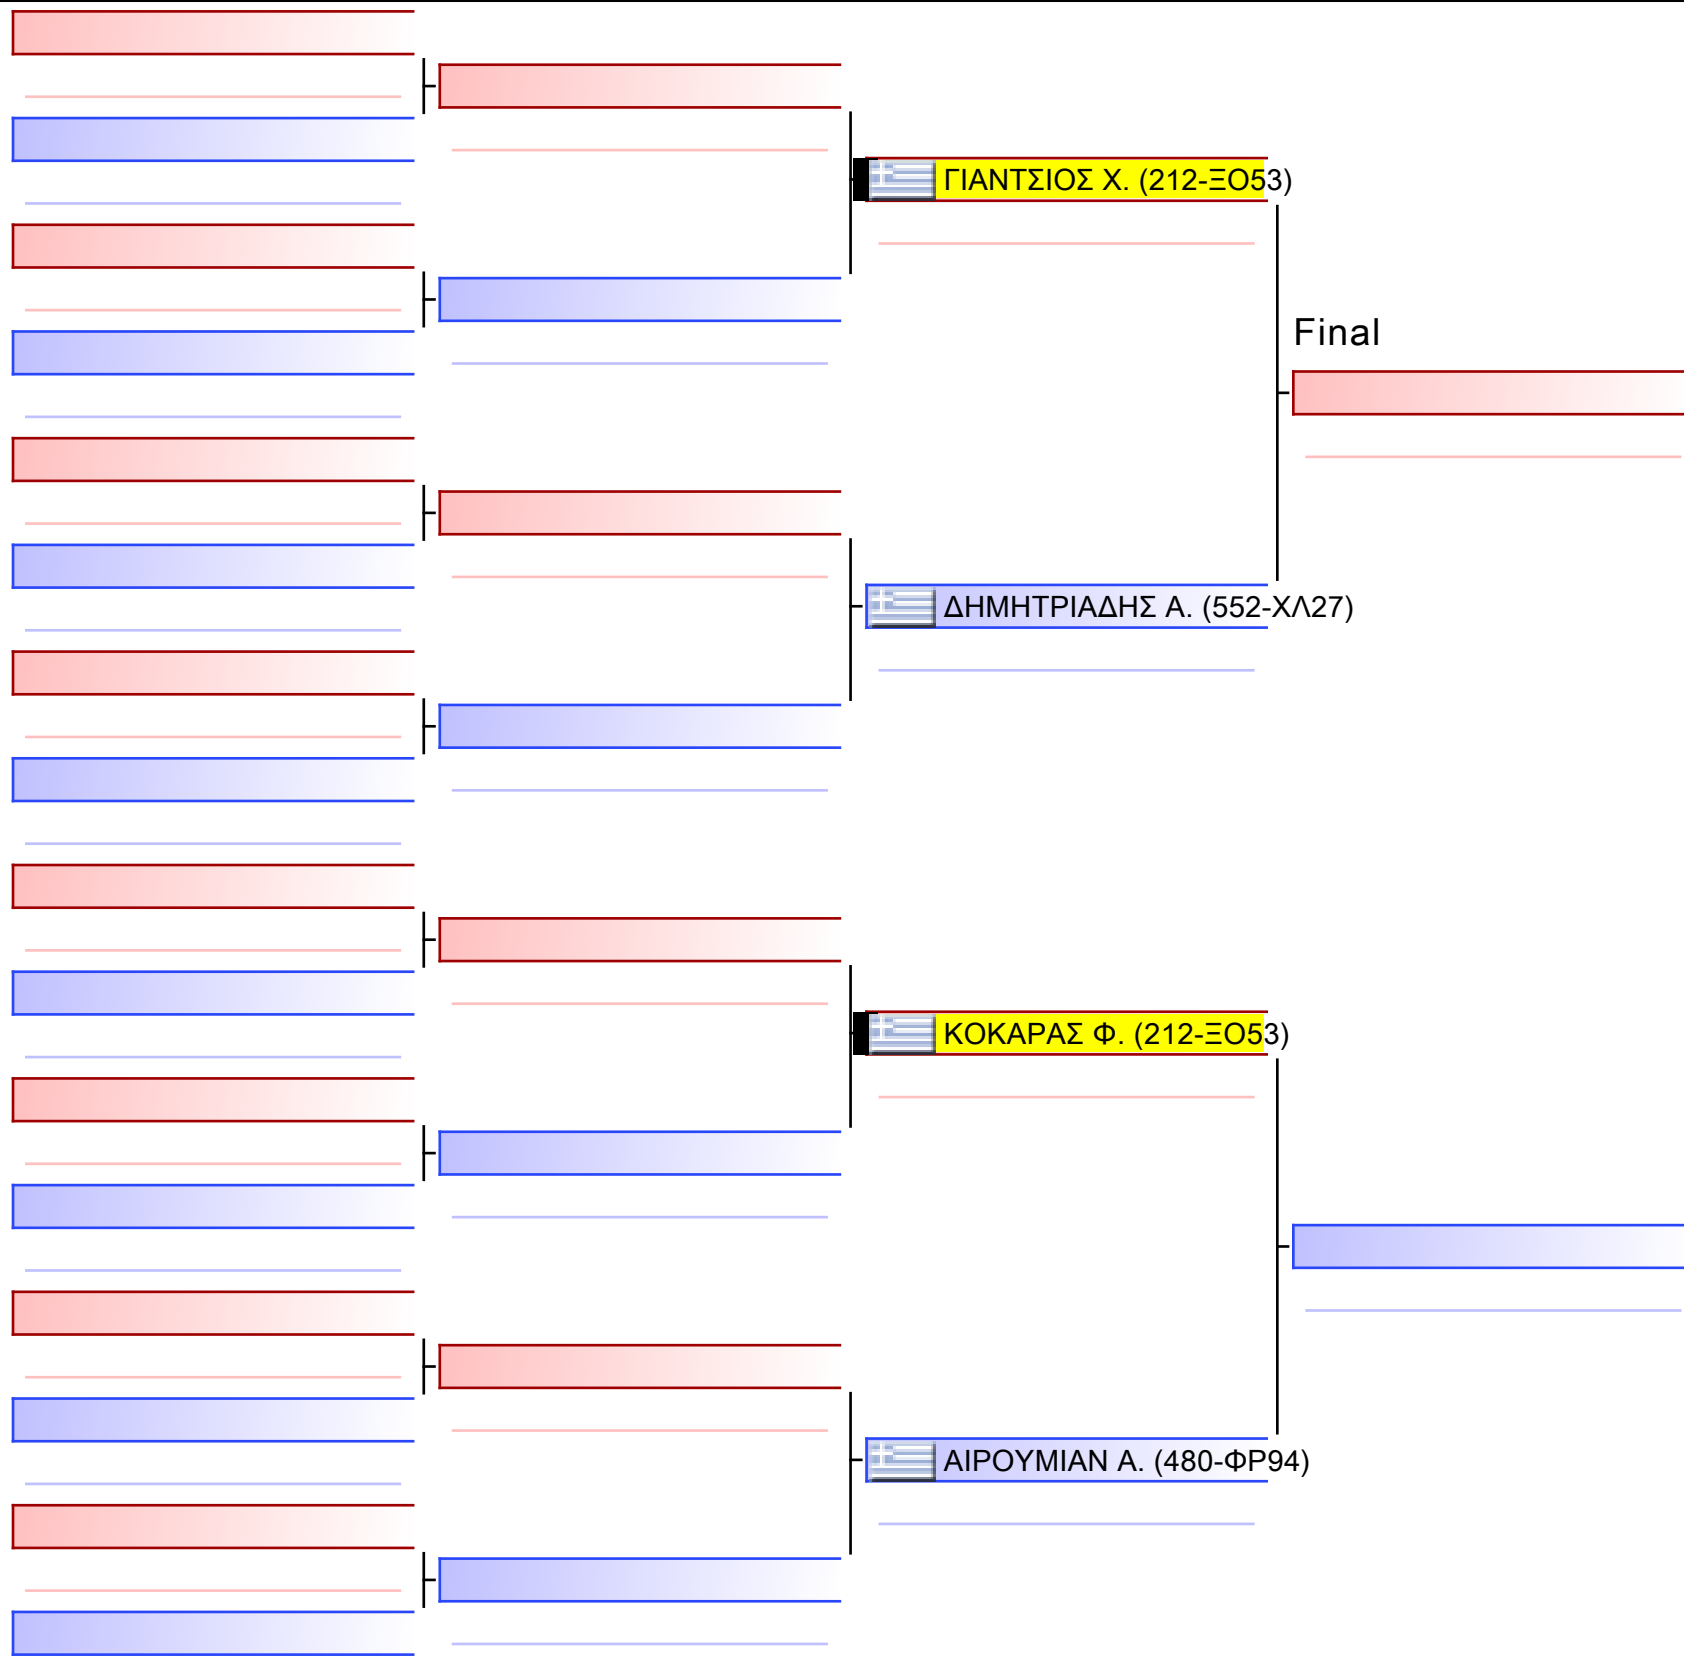 ΓΙΑΝΤΣΙΟΣ Χ. (212-ΞΟ53)
Final
ΔΗΜΗΤΡΙΑΔΗΣ Α. (552-ΧΛ27)
ΚΟΚΑΡΑΣ Φ. (212-ΞΟ53)
ΑΙΡΟΥΜΙΑΝ Α. (480-ΦΡ94)